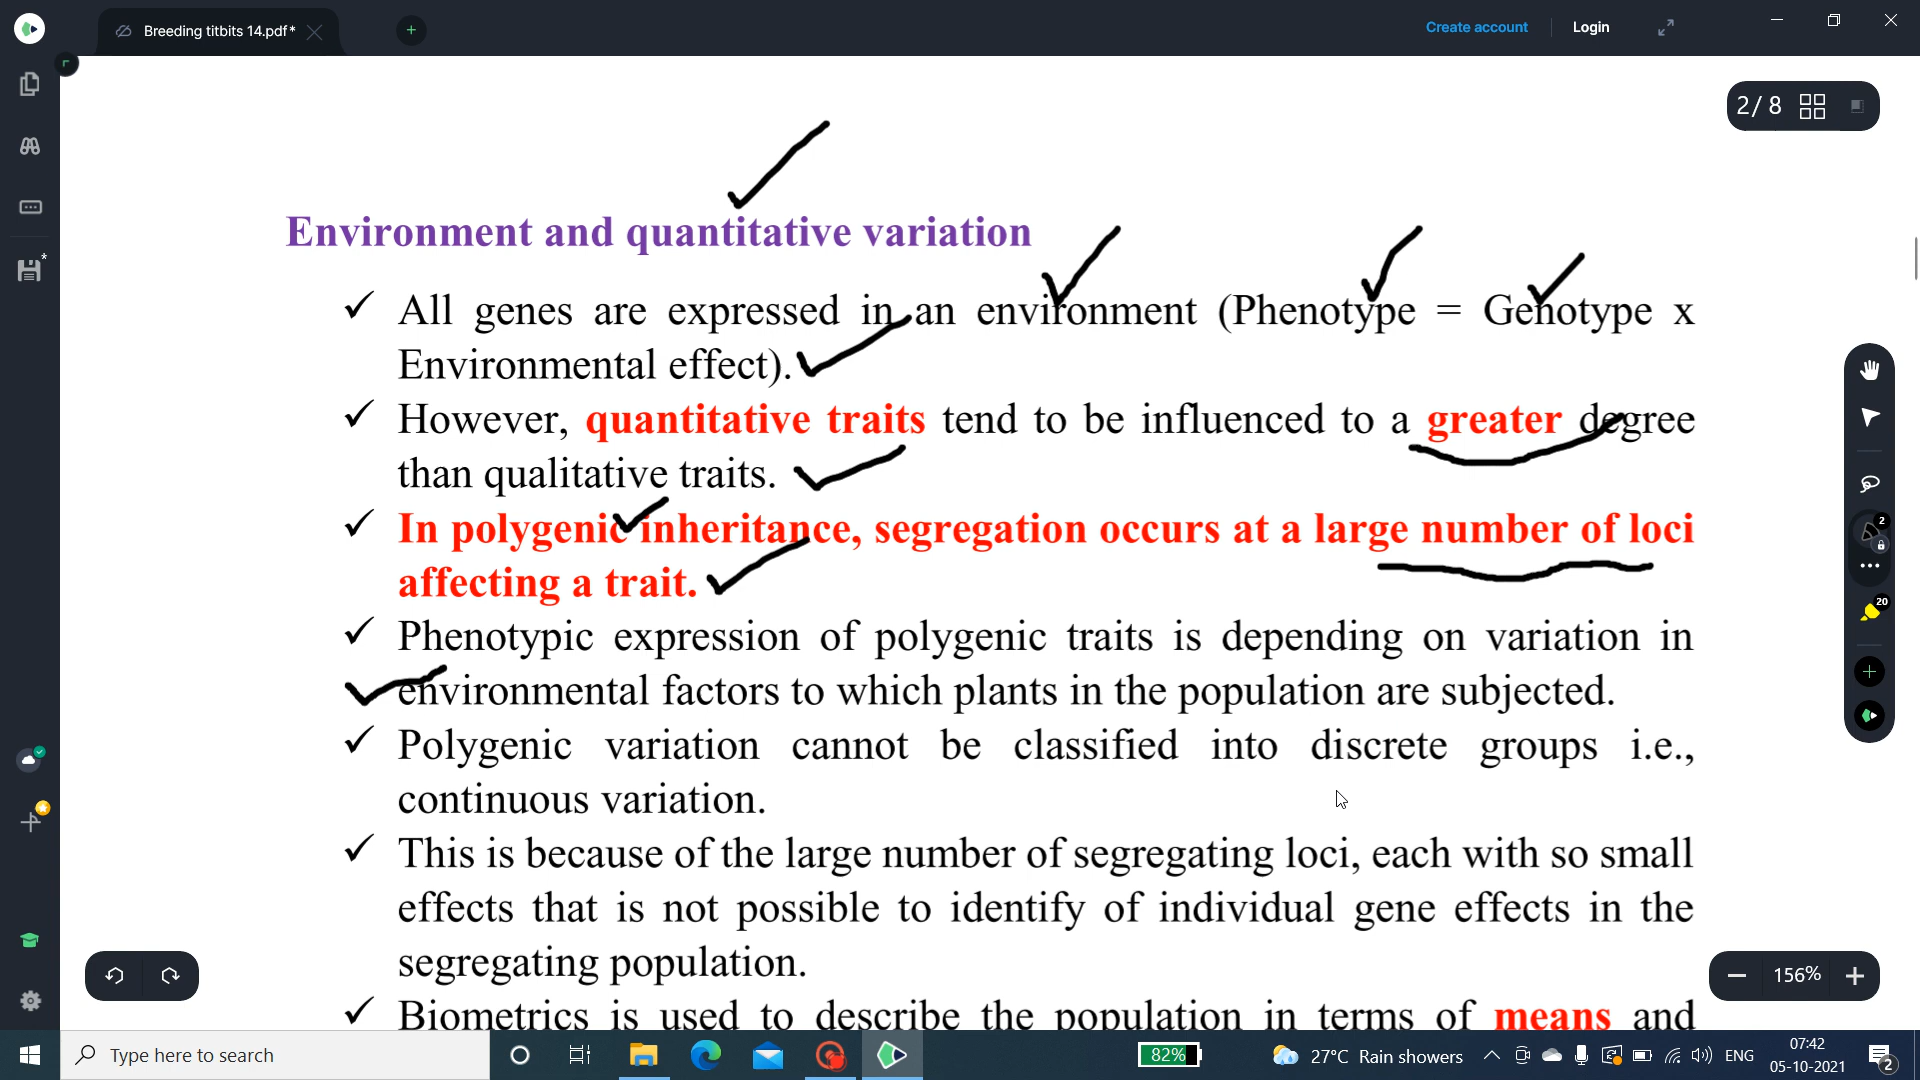 Breeding titbits 14.pdf*
Create account
Login
2/ 8
Environment and quantitative variation
✓ All genes are expressed in an environment (Phenotype = Genotype x
Environmental effect).
✓ However, quantitative traits tend to be influenced to a greater degree
than qualitative traits.
✓ In polygenic inheritance, segregation occurs at a large number of loci
affecting a trait.
✓ Phenotypic expression of polygenic traits is depending on variation in
environmental factors to which plants in the population are subjected.
✓ Polygenic variation cannot be classified into discrete groups i.e.,
continuous variation.
✓ This is because of the large number of segregating loci, each with so small
effects that is not possible to identify of individual gene effects in the
segregating population.
✓ Biometrics is used to describe the population in terms of means and
2
20
156%
Type here to search
82%
27°C Rain showers
ENG
07:42
05-10-2021
2